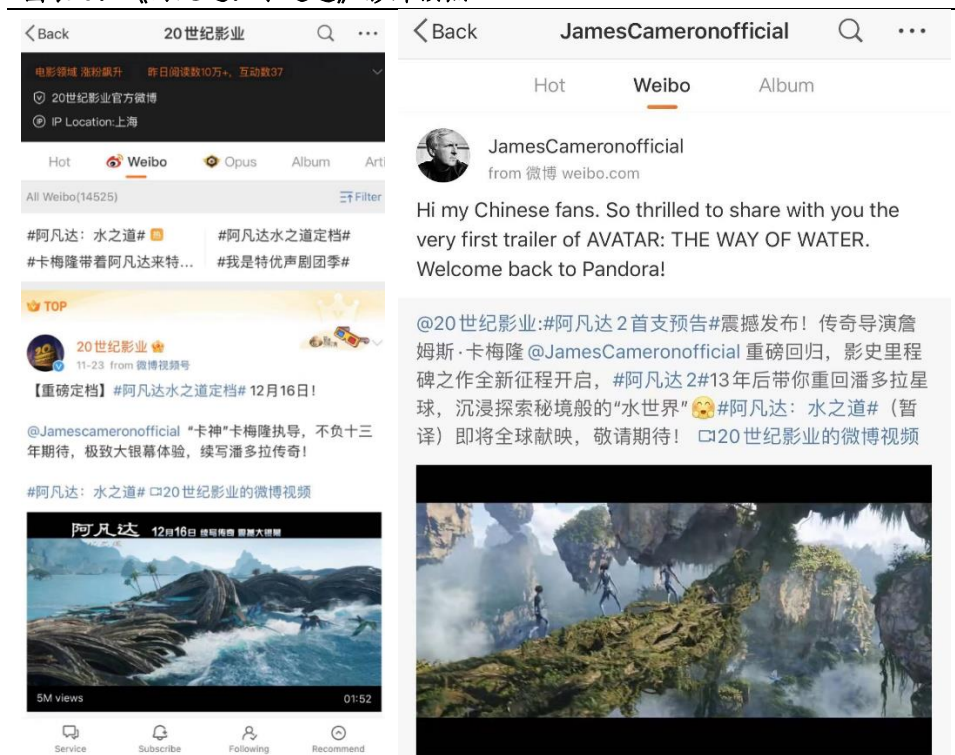 Back
20世纪影业
电影领域 涨粉飙升 昨日阅读数10万+，互动数37
20世纪影业官方微博
IP Location:上海
Hot
Weibo
Opus
Album
Arti
All Weibo(14525)
Filter
#阿凡达：水之道#
#阿凡达水之道定档#
#卡梅隆带着阿凡达来特...
#我是特优声剧团季#
TOP
20世纪影业
11-23 from 微博视频号
【重磅定档】#阿凡达水之道定档# 12月16日！
@Jamescameronofficial “卡神”卡梅隆执导，不负十三
年期待，极致大银幕体验，续写潘多拉传奇！
#阿凡达：水之道# 20世纪影业的微博视频
阿凡达
12月16日
5M views
01:52
Service
Subscribe
Following
Recommend
Back
JamesCameronofficial
Hot
Weibo
Album
JamesCameronofficial
from 微博 weibo.com
Hi my Chinese fans. So thrilled to share with you the
very first trailer of AVATAR: THE WAY OF WATER.
Welcome back to Pandora!
@20世纪影业:#阿凡达2首支预告#震撼发布！传奇导演詹
姆斯·卡梅隆@JamesCameronofficial 重磅回归，影史里程
碑之作全新征程开启，#阿凡达2#13年后带你重回潘多拉星
球，沉浸探索秘境般的“水世界”#阿凡达：水之道#（暂
译）即将全球献映，敬请期待！ 20世纪影业的微博视频